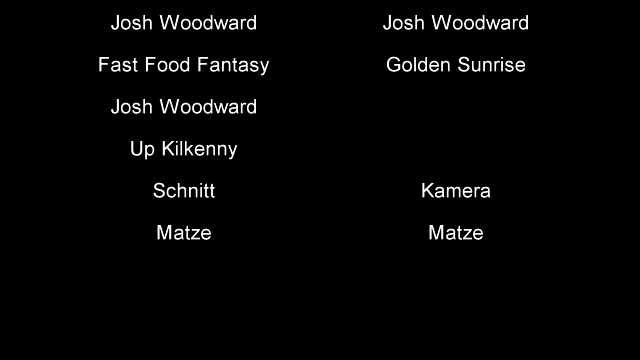 Josh Woodward Josh Woodward
Fast Food Fantasy Golden Sunrise
Josh Woodward
Up Kilkenny
Schnitt Kamera
Matze Matze